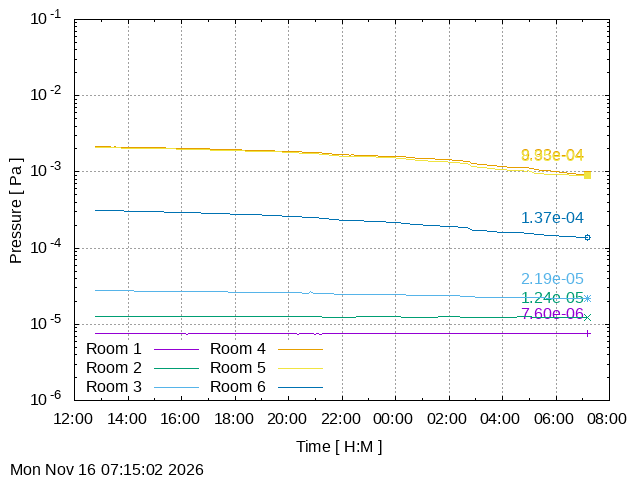 10^-1
10^-2
10^-3
10^-4
10^-5
10^-6
Pressure [ Pa ]
1.37e-04
2.19e-05
1.24e-05
7.60e-06
Room 1 Room 4
Room 2 Room 5
Room 3 Room 6
12:00 14:00 16:00 18:00 20:00 22:00 00:00 02:00 04:00 06:00 08:00
Time [ H:M ]
Mon Nov 16 07:15:02 2026